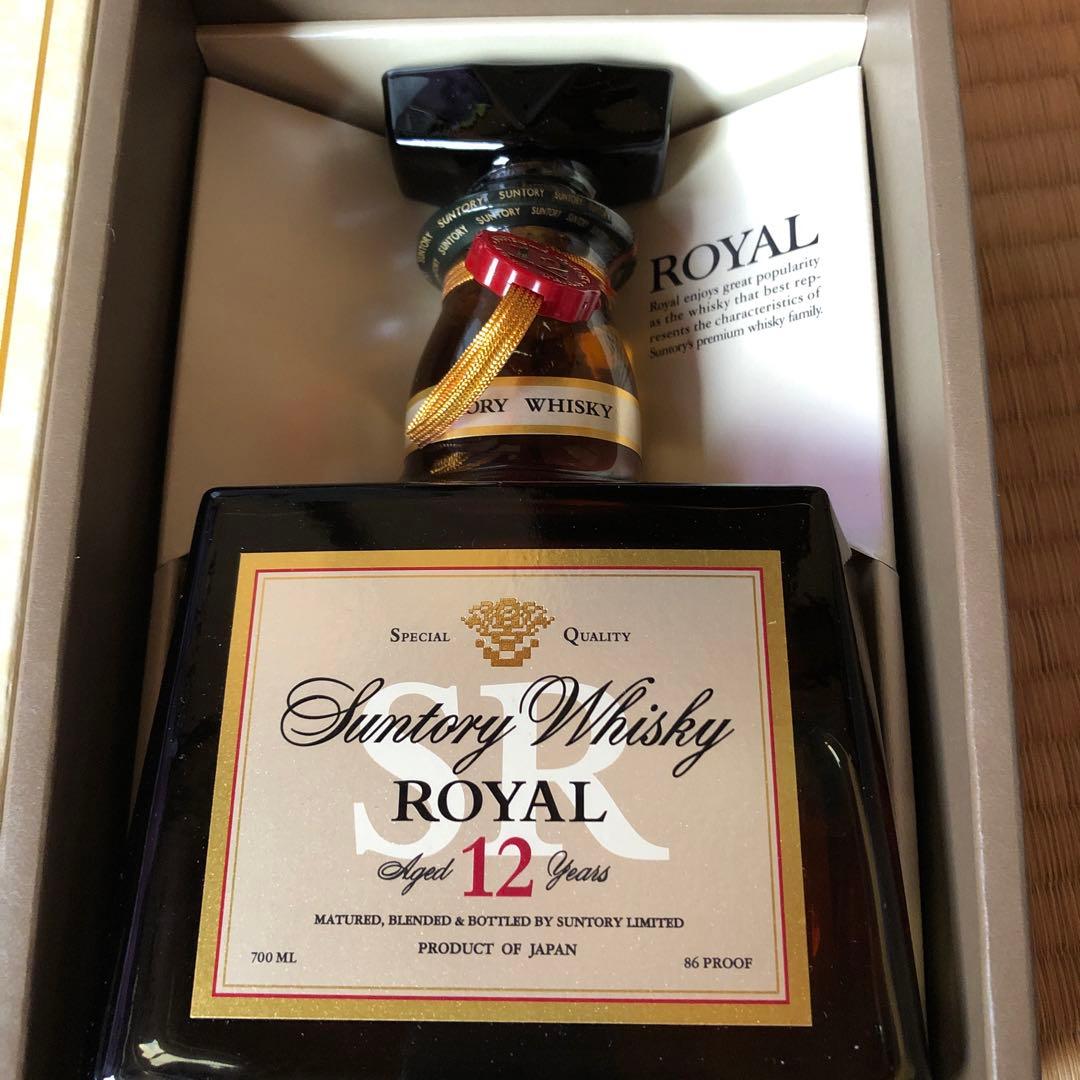 SUNTORY SUNTORY SUNTORY
SUNTORY SUNTORY SUNTORY SUNTORY
ROYAL
Royal enjoys great popularity
as the whisky that best rep-
resents the characteristics of
Suntory's premium whisky family.
ORY WHISKY
SPECIAL QUALITY
SR
Suntory Whisky
ROYAL
Aged 12 Years
MATURED, BLENDED & BOTTLED BY SUNTORY LIMITED
PRODUCT OF JAPAN
700 ML
86 PROOF